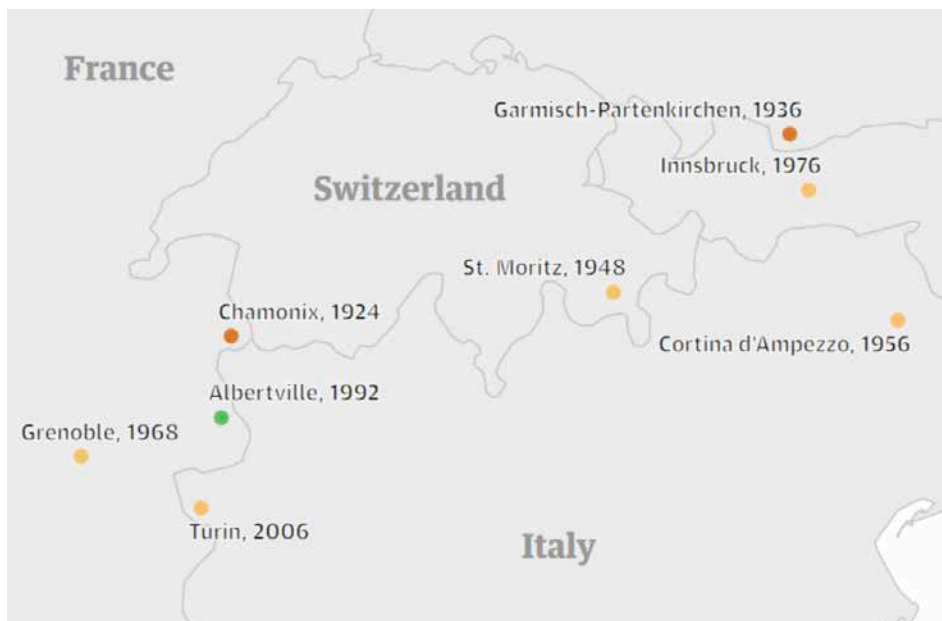 France
Garmisch-Partenkirchen, 1936
Innsbruck, 1976
Switzerland
St. Moritz, 1948
Chamonix, 1924
Cortina d'Ampezzo, 1956
Albertville, 1992
Grenoble, 1968
Turin, 2006
Italy